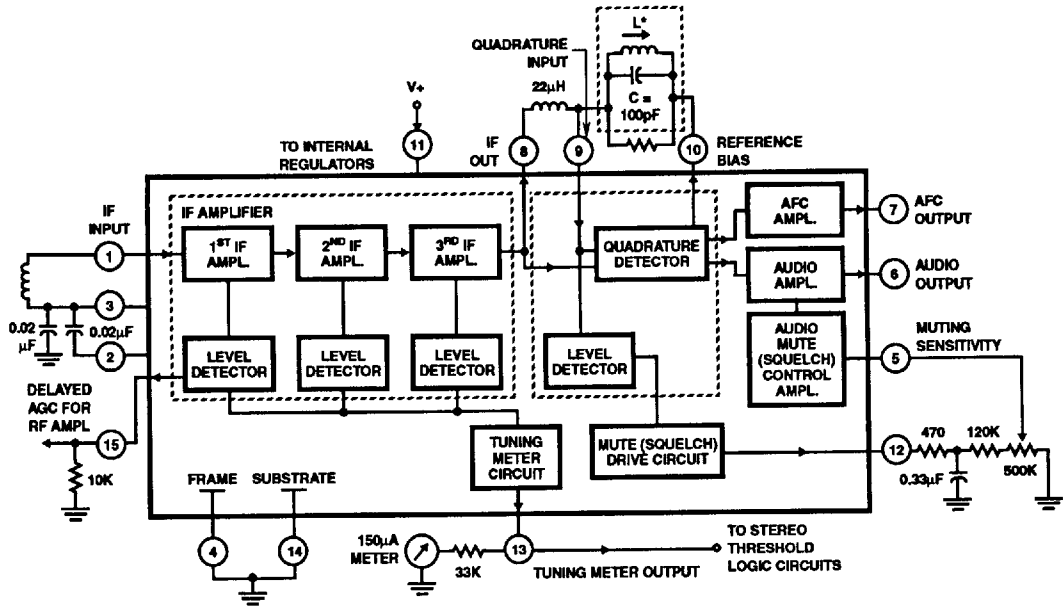 L*
QUADRATURE
INPUT
V+
22μH
C =
100pF
TO INTERNAL
REGULATORS
11
IF
OUT
8
9
10
REFERENCE
BIAS
IF
INPUT
IF AMPLIFIER
1
1ST IF
AMPL.
2ND IF
AMPL.
3RD IF
AMPL.
QUADRATURE
DETECTOR
AFC
AMPL.
7
AFC
OUTPUT
AUDIO
AMPL.
6
AUDIO
OUTPUT
3
0.02
μF
0.02μF
2
LEVEL
DETECTOR
LEVEL
DETECTOR
LEVEL
DETECTOR
LEVEL
DETECTOR
AUDIO
MUTE
(SQUELCH)
CONTROL
AMPL.
5
MUTING
SENSITIVITY
DELAYED
AGC FOR
RF AMPL
15
10K
TUNING
METER
CIRCUIT
MUTE (SQUELCH)
DRIVE CIRCUIT
12
470
120K
0.33μF
500K
FRAME
SUBSTRATE
4
14
150μA
METER
33K
13
TUNING METER OUTPUT
TO STEREO
THRESHOLD
LOGIC CIRCUITS